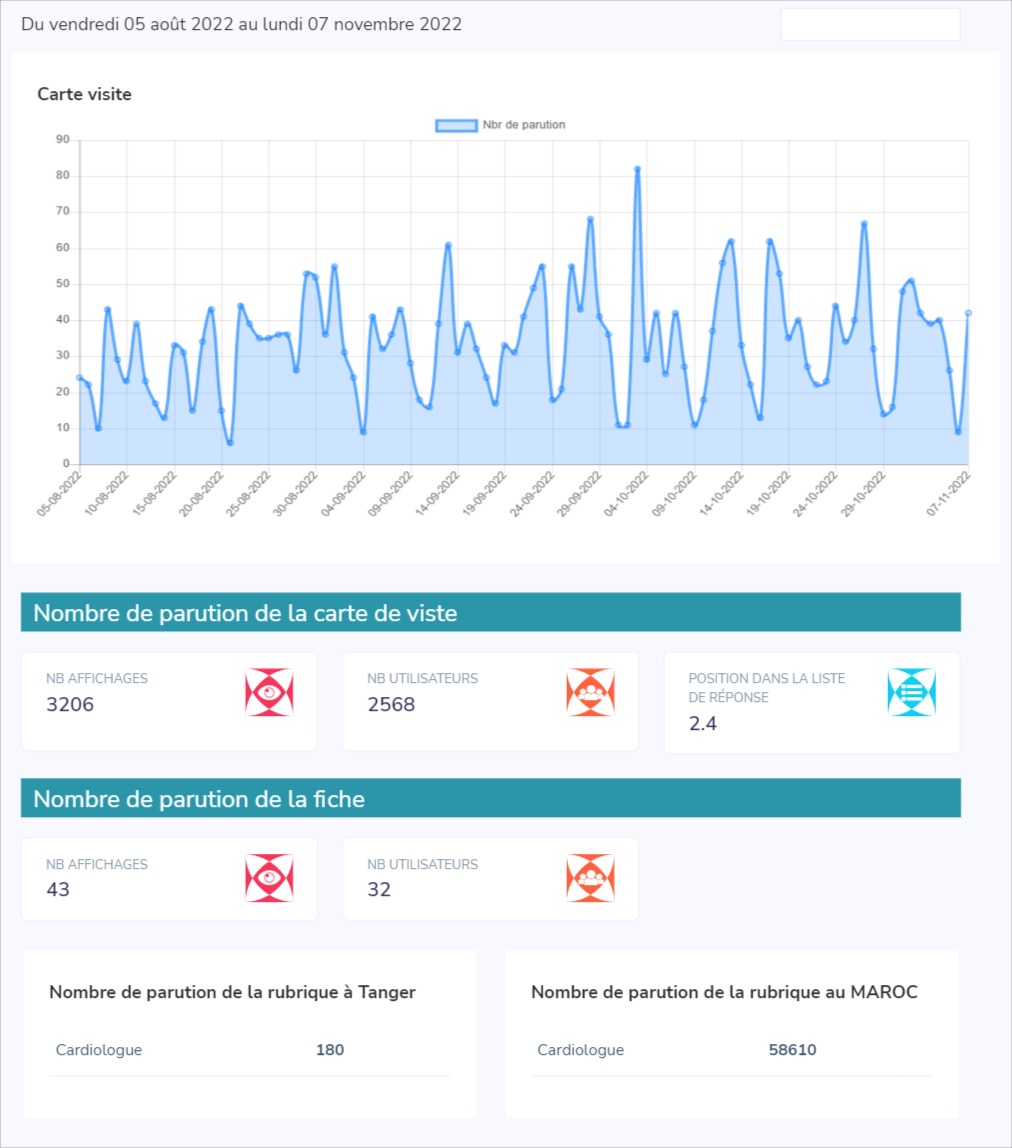 Du vendredi 05 août 2022 au lundi 07 novembre 2022
Carte visite
Nbr de parution
90
80
70
60
50
40
30
20
10
0
05-08-2022
10-08-2022
15-08-2022
20-08-2022
25-08-2022
30-08-2022
04-09-2022
09-09-2022
14-09-2022
19-09-2022
24-09-2022
29-09-2022
04-10-2022
09-10-2022
14-10-2022
19-10-2022
24-10-2022
29-10-2022
07-11-2022
Nombre de parution de la carte de viste
NB AFFICHAGES
3206
NB UTILISATEURS
2568
POSITION DANS LA LISTE
DE RÉPONSE
2.4
Nombre de parution de la fiche
NB AFFICHAGES
43
NB UTILISATEURS
32
Nombre de parution de la rubrique à Tanger
Cardiologue 180
Nombre de parution de la rubrique au MAROC
Cardiologue 58610